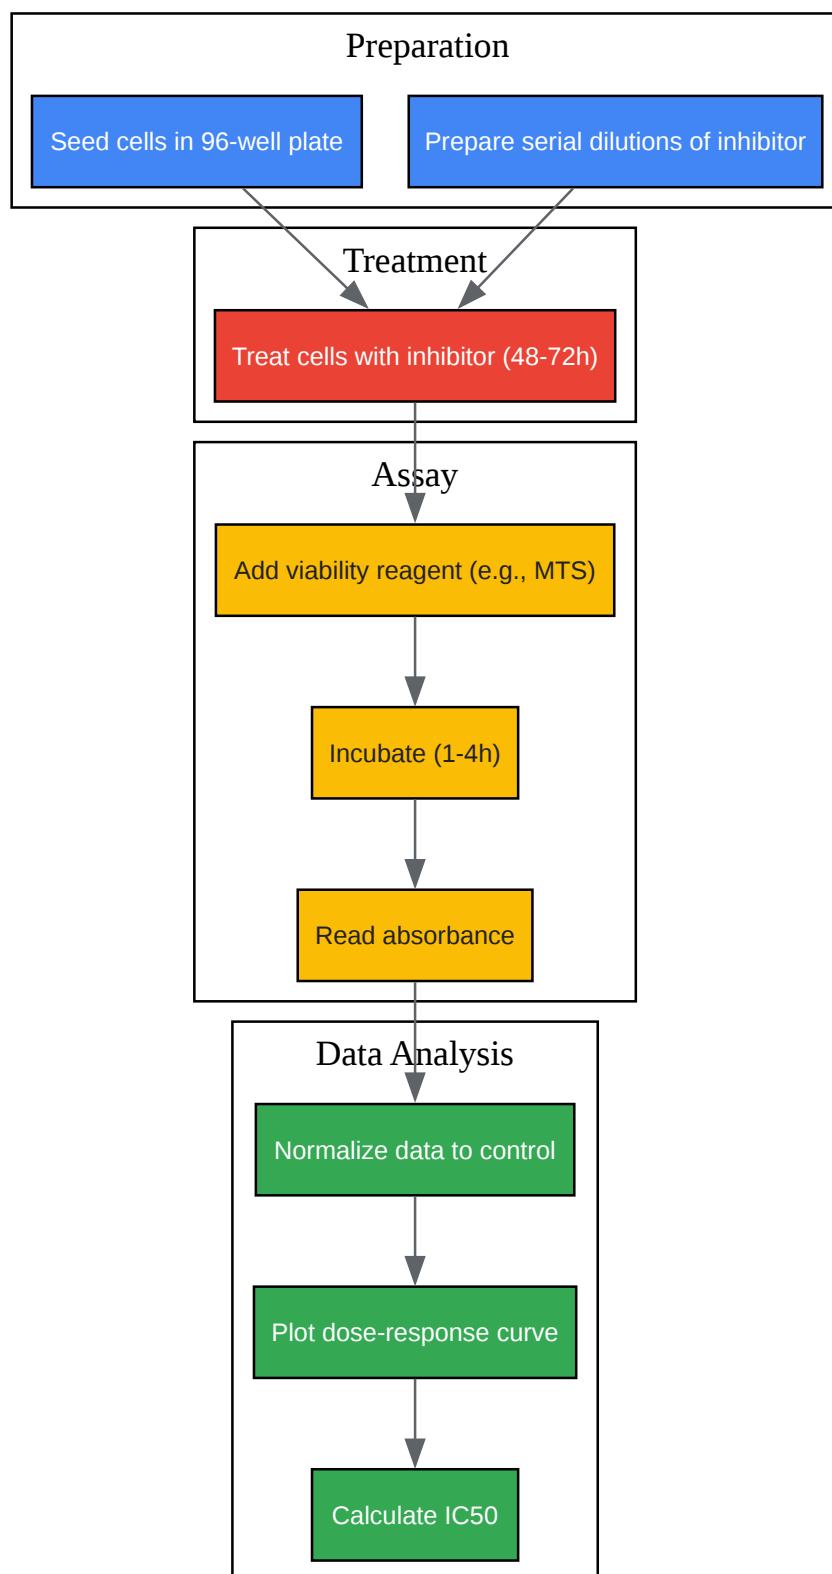 Preparation
Seed cells in 96-well plate
Prepare serial dilutions of inhibitor
Treatment
Treat cells with inhibitor (48-72h)
Assay
Add viability reagent (e.g., MTS)
Incubate (1-4h)
Read absorbance
Data Analysis
Normalize data to control
Plot dose-response curve
Calculate IC50